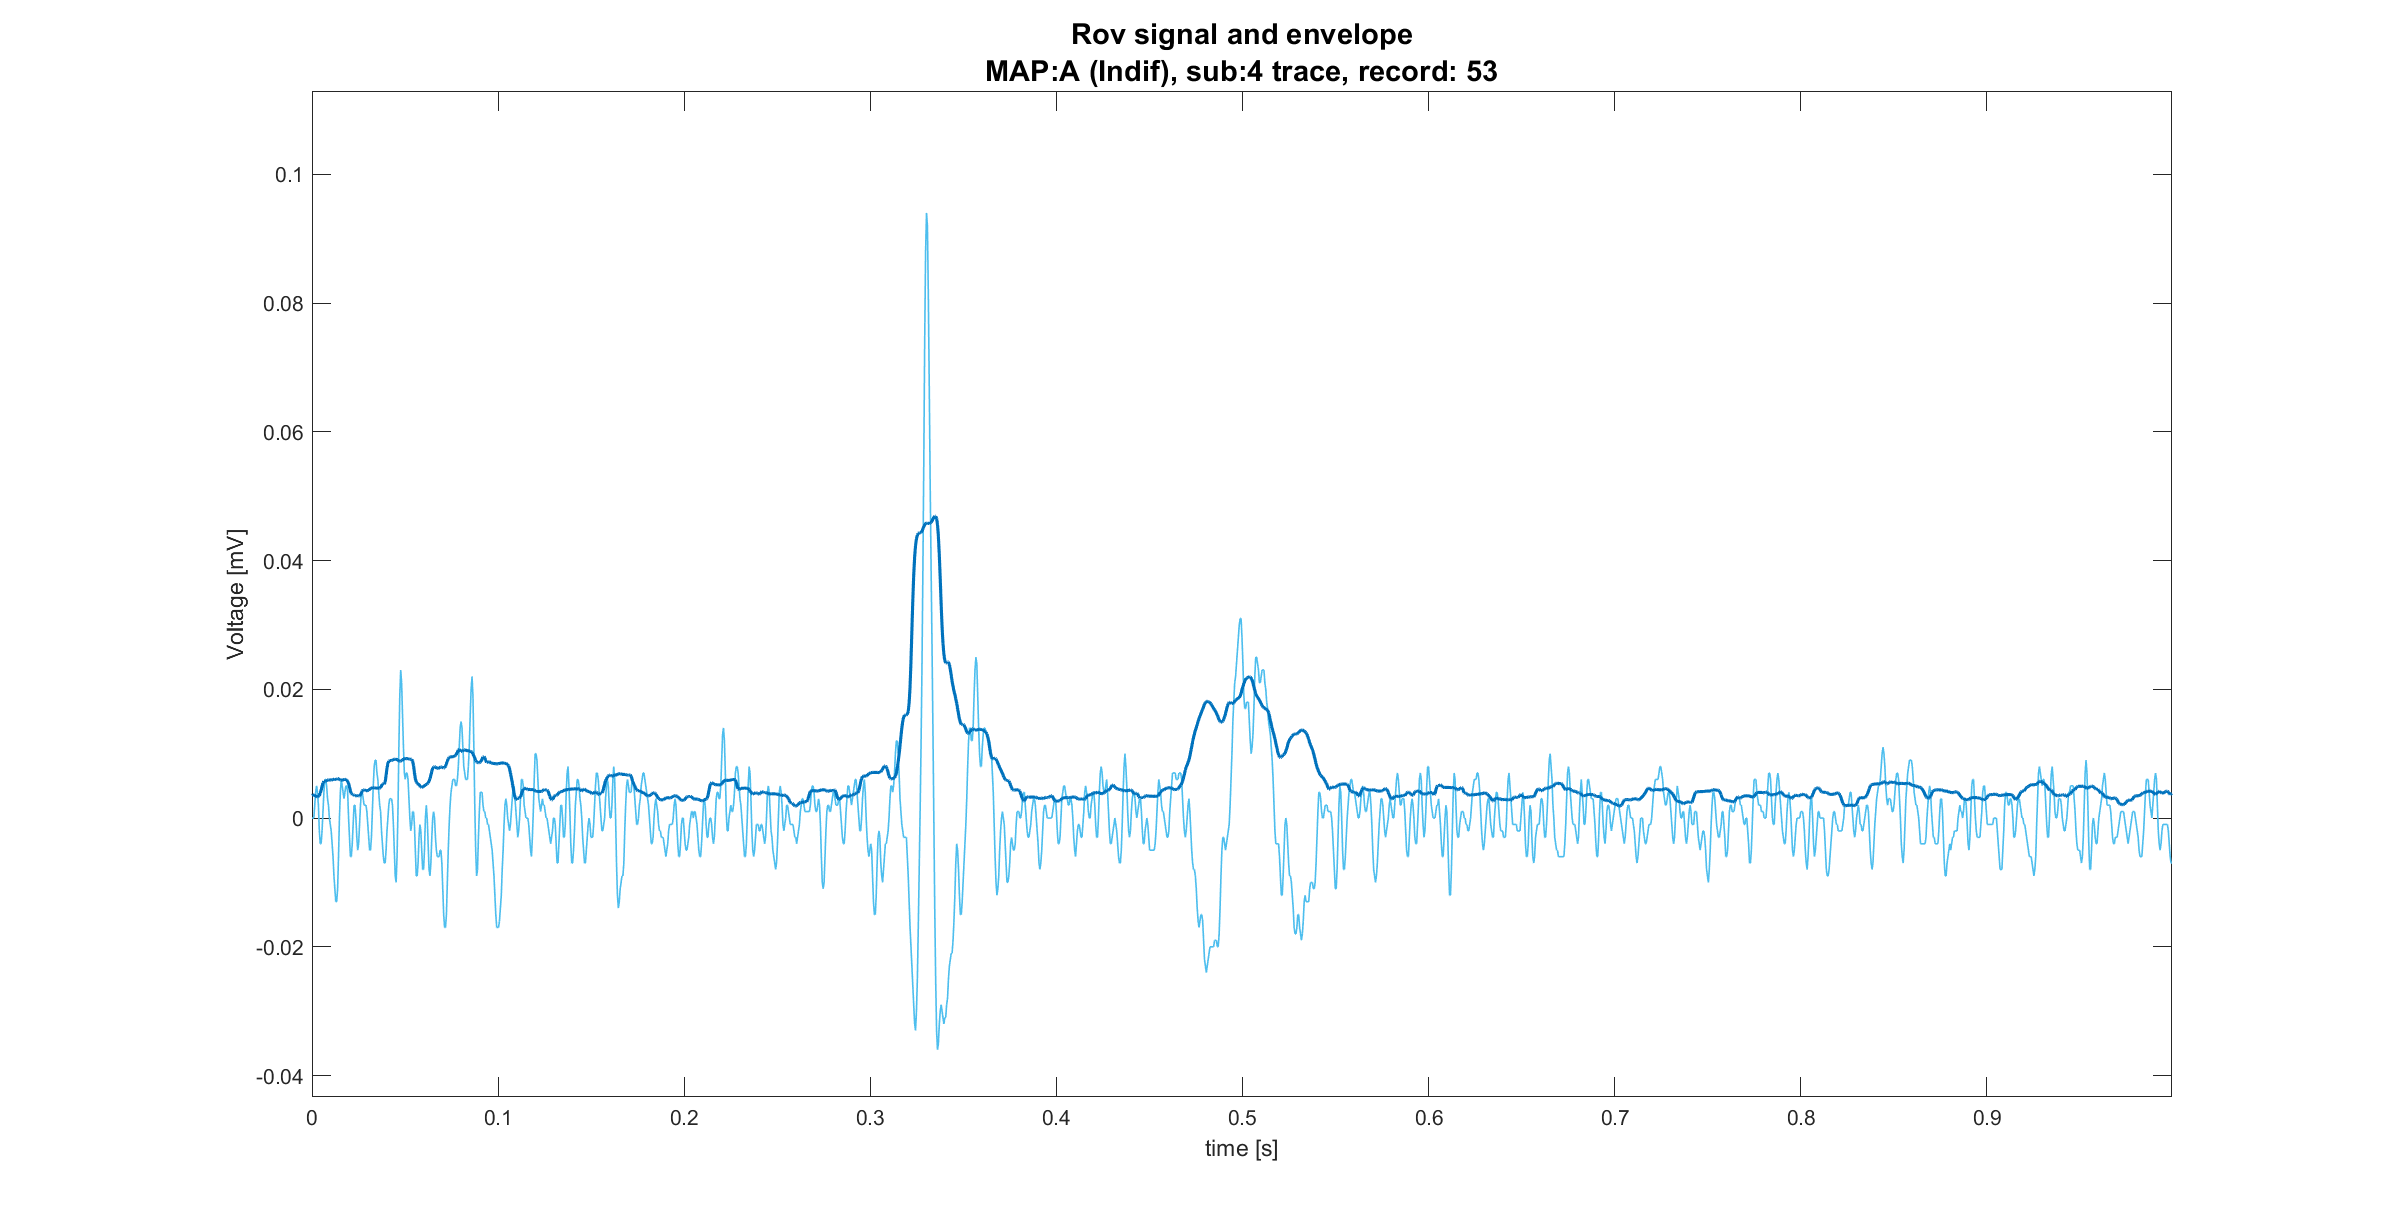 Rov signal and envelope
MAP:A (Indif), sub:4 trace, record: 53
0.1
0.08
0.06
0.04
0.02
0
-0.02
-0.04
Voltage [mV]
0 0.1 0.2 0.3 0.4 0.5 0.6 0.7 0.8 0.9
time [s]